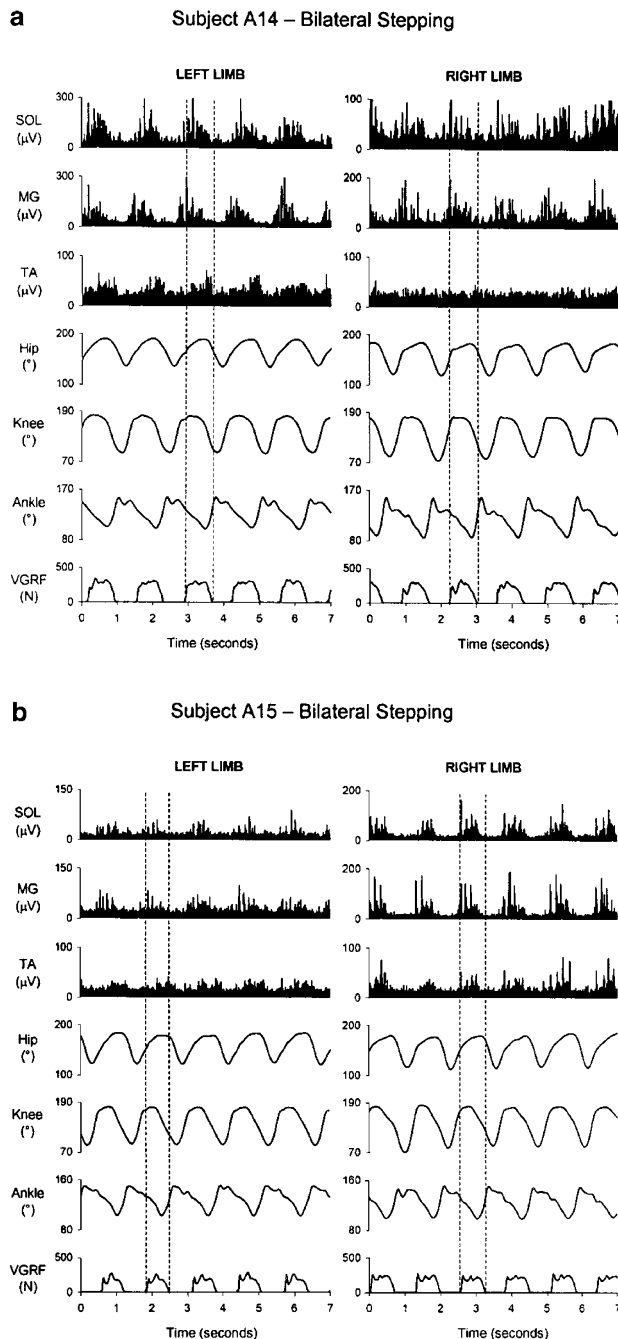 a
Subject A14 – Bilateral Stepping
LEFT LIMB
RIGHT LIMB
SOL
(μV)
300
0
100
0
MG
(μV)
300
0
200
0
TA
(μV)
100
0
100
0
Hip
(°)
200
100
200
100
Knee
(°)
190
70
190
70
Ankle
(°)
170
80
170
80
VGRF
(N)
500
0
500
0
0 1 2 3 4 5 6 7
0 1 2 3 4 5 6 7
Time (seconds)
Time (seconds)
b
Subject A15 – Bilateral Stepping
LEFT LIMB
RIGHT LIMB
SOL
(μV)
150
0
200
0
MG
(μV)
150
0
200
0
TA
(μV)
100
0
100
0
Hip
(°)
200
100
200
100
Knee
(°)
190
70
190
70
Ankle
(°)
150
80
150
80
VGRF
(N)
500
0
500
0
0 1 2 3 4 5 6 7
0 1 2 3 4 5 6 7
Time (seconds)
Time (seconds)